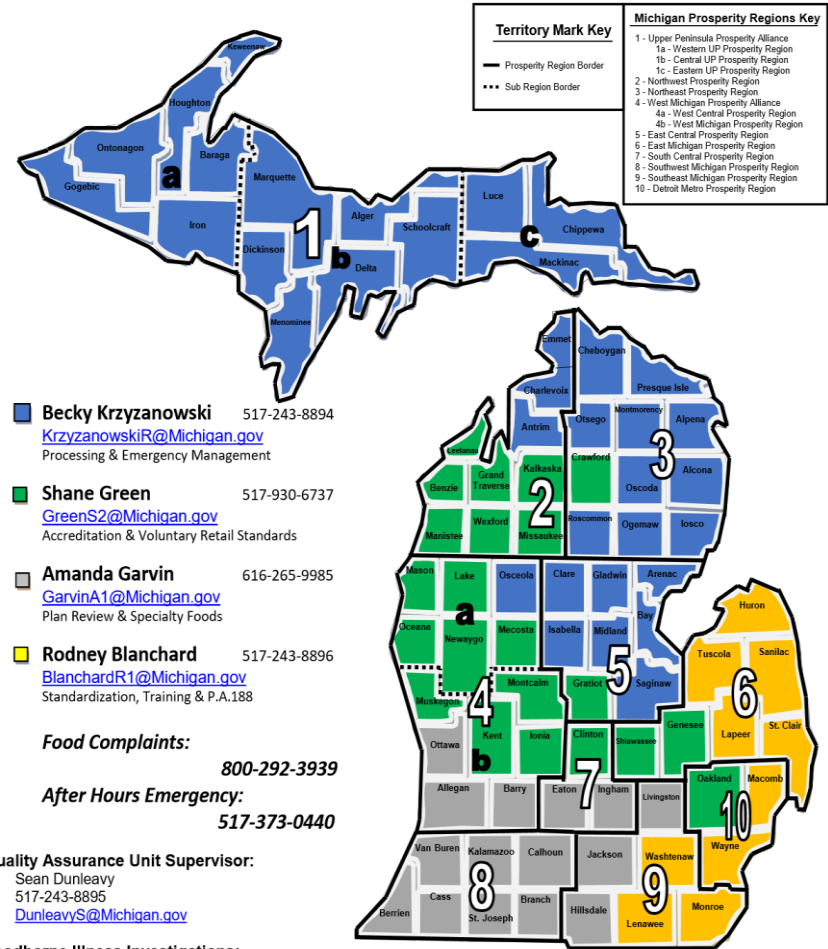 Territory Mark Key
Prosperity Region Border
Sub Region Border
Michigan Prosperity Regions Key
1 - Upper Peninsula Prosperity Alliance
1a - Western UP Prosperity Region
1b - Central UP Prosperity Region
1c - Eastern UP Prosperity Region
2 - Northwest Prosperity Region
3 - Northeast Prosperity Region
4 - West Michigan Prosperity Alliance
4a - West Central Prosperity Region
4b - West Michigan Prosperity Region
5 - East Central Prosperity Region
6 - East Michigan Prosperity Region
7 - South Central Prosperity Region
8 - Southwest Michigan Prosperity Region
9 - Southeast Michigan Prosperity Region
10 - Detroit Metro Prosperity Region
Keweenaw
Houghton
Ontonagon
Baraga
a
Gogebic
Marquette
Iron
Dickinson
1
b
Alger
Schoolcraft
Delta
Menominee
Luce
c
Chippewa
Mackinac
Emmet
Cheboygan
Presque Isle
Charlevoix
Antrim
Otsego
Montmorency
Alpena
3
Leelanau
Benzie
Grand
Traverse
Kalkaska
Crawford
Oscoda
Alcona
2
Manistee
Wexford
Missaukee
Roscommon
Ogemaw
Iosco
Mason
Lake
Osceola
Clare
Gladwin
Arenac
a
Oceana
Newaygo
Mecosta
Isabella
Midland
Bay
5
Huron
Tuscola
Sanilac
6
Muskegon
4
Montcalm
Gratiot
Saginaw
Ottawa
Kent
b
Ionia
Clinton
Shiawassee
Genesee
Lapeer
St. Clair
7
Allegan
Barry
Eaton
Ingham
Livingston
Oakland
Macomb
10
Wayne
Van Buren
Kalamazoo
Calhoun
Jackson
Washtenaw
8
9
Berrien
Cass
St. Joseph
Branch
Hillsdale
Lenawee
Monroe
Becky Krzyzanowski 517-243-8894
KrzyzanowskiR@Michigan.gov
Processing & Emergency Management
Shane Green 517-930-6737
GreenS2@Michigan.gov
Accreditation & Voluntary Retail Standards
Amanda Garvin 616-265-9985
GarvinA1@Michigan.gov
Plan Review & Specialty Foods
Rodney Blanchard 517-243-8896
BlanchardR1@Michigan.gov
Standardization, Training & P.A.188
Food Complaints:
800-292-3939
After Hours Emergency:
517-373-0440
uality Assurance Unit Supervisor:
Sean Dunleavy
517-243-8895
DunleavyS@Michigan.gov